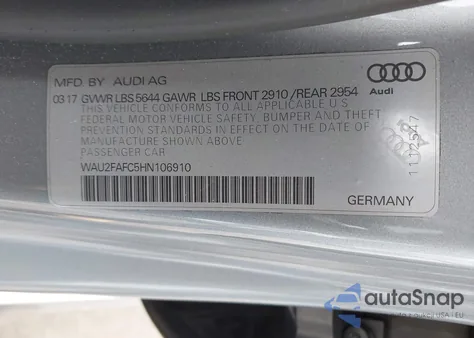 MFD. BY AUDI AG
Audi
03 17 GVWR LBS 5644 GAWR LBS FRONT 2910 / REAR 2954
THIS VEHICLE CONFORMS TO ALL APPLICABLE U S
FEDERAL MOTOR VEHICLE SAFETY, BUMPER AND THEFT
PREVENTION STANDARDS IN EFFECT ON THE DATE OF
MANUFACTURE SHOWN ABOVE
PASSENGER CAR
WAU2FAFC5HN106910
GERMANY
autoSnap